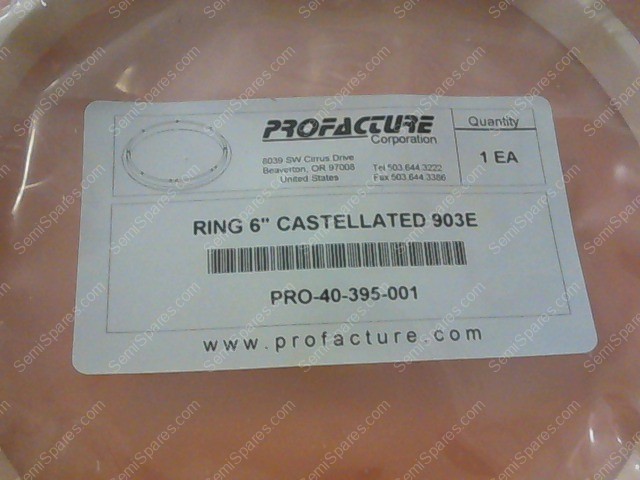 PROFACTURE
Corporation
8039 SW Cirrus Drive
Beaverton, OR 97008
United States
Tel 503.644.3222
Fax 503.644.3386
Quantity
1 EA
RING 6" CASTELLATED 903E
PRO-40-395-001
www.profacture.com
SemiSpares.com